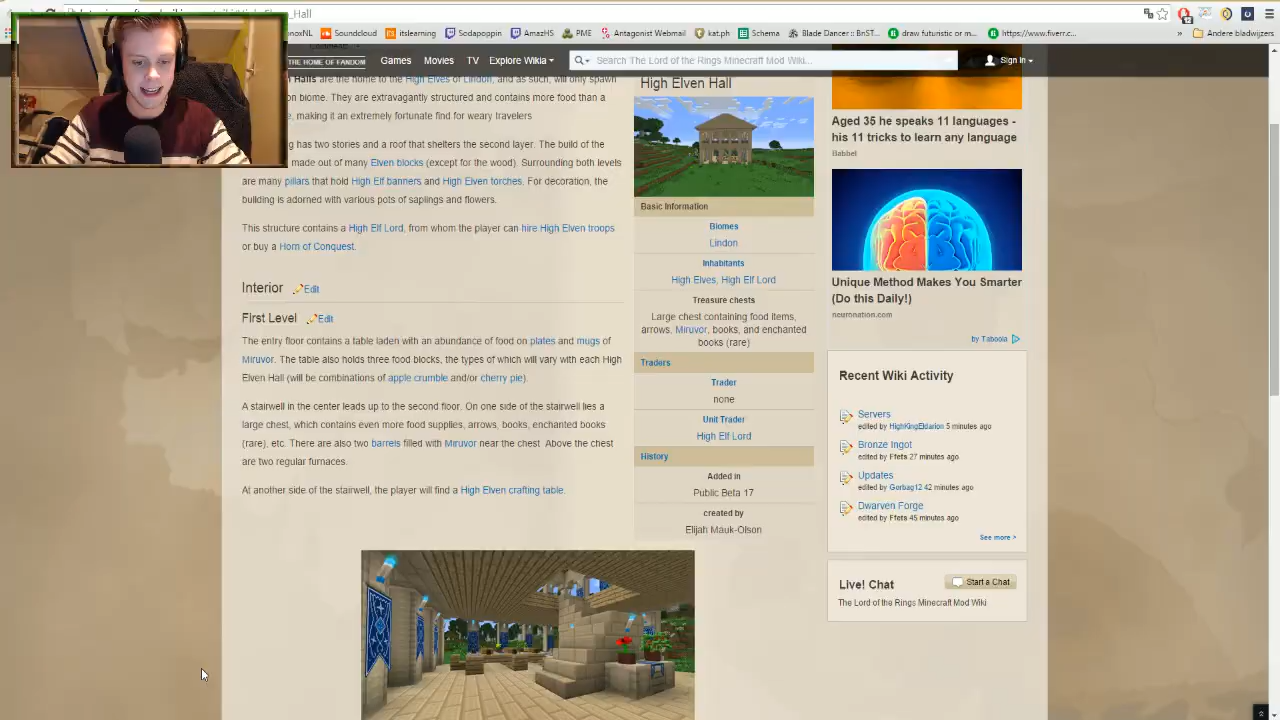 _Hall
onoxNL
Soundcloud
itslearning
Sodapoppin
AmazHS
PME
Antagonist Webmail
kat.ph
Schema
Blade Dancer :: BnST...
draw futuristic or m...
https://www.fiverr.c...
»
Andere bladwijzers
THE HOME OF FANDOM
Games
Movies
TV
Explore Wikia
Search The Lord of the Rings Minecraft Mod Wiki...
Sign In
Halls are the home to the High Elves of Lindon, and as such, will only spawn
on biome. They are extravagantly structured and contains more food than a
, making it an extremely fortunate find for weary travelers
g has two stories and a roof that shelters the second layer. The build of the
made out of many Elven blocks (except for the wood). Surrounding both levels
are many pillars that hold High Elf banners and High Elven torches. For decoration, the
building is adorned with various pots of saplings and flowers.
This structure contains a High Elf Lord, from whom the player can hire High Elven troops
or buy a Horn of Conquest.
Interior Edit
First Level Edit
The entry floor contains a table laden with an abundance of food on plates and mugs of
Miruvor. The table also holds three food blocks, the types of which will vary with each High
Elven Hall (will be combinations of apple crumble and/or cherry pie).
A stairwell in the center leads up to the second floor. On one side of the stairwell lies a
large chest, which contains even more food supplies, arrows, books, enchanted books
(rare), etc. There are also two barrels filled with Miruvor near the chest. Above the chest
are two regular furnaces.
At another side of the stairwell, the player will find a High Elven crafting table.
High Elven Hall
Basic Information
Biomes
Lindon
Inhabitants
High Elves, High Elf Lord
Treasure chests
Large chest containing food items,
arrows, Miruvor, books, and enchanted
books (rare)
Traders
Trader
none
Unit Trader
High Elf Lord
History
Added in
Public Beta 17
created by
Elijah Mauk-Olson
Aged 35 he speaks 11 languages -
his 11 tricks to learn any language
Babbel
Unique Method Makes You Smarter
(Do this Daily!)
neuronation.com
by Taboola
Recent Wiki Activity
Servers
edited by HighKingEldarion 5 minutes ago
Bronze Ingot
edited by Ffets 27 minutes ago
Updates
edited by Gorbag12 42 minutes ago
Dwarven Forge
edited by Ffets 45 minutes ago
See more >
Live! Chat
Start a Chat
The Lord of the Rings Minecraft Mod Wiki